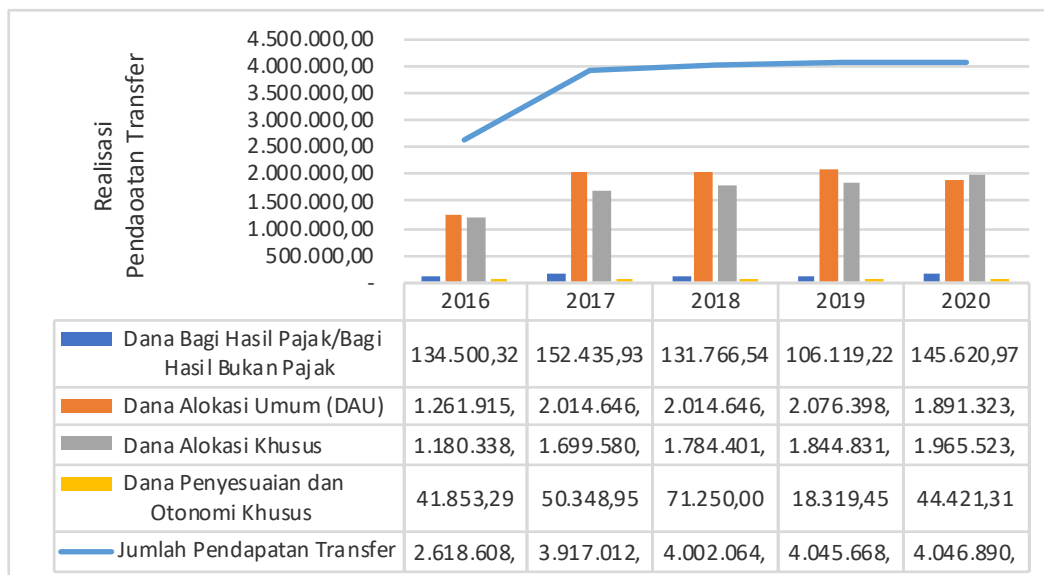 Realisasi
Pendaoatan Transfer
4.500.000,00
4.000.000,00
3.500.000,00
3.000.000,00
2.500.000,00
2.000.000,00
1.500.000,00
1.000.000,00
500.000,00
-
2016 2017 2018 2019 2020
Dana Bagi Hasil Pajak/Bagi
Hasil Bukan Pajak
134.500,32 152.435,93 131.766,54 106.119,22 145.620,97
Dana Alokasi Umum (DAU) 1.261.915, 2.014.646, 2.014.646, 2.076.398, 1.891.323,
Dana Alokasi Khusus 1.180.338, 1.699.580, 1.784.401, 1.844.831, 1.965.523,
Dana Penyesuaian dan
Otonomi Khusus
41.853,29 50.348,95 71.250,00 18.319,45 44.421,31
Jumlah Pendapatan Transfer 2.618.608, 3.917.012, 4.002.064, 4.045.668, 4.046.890,